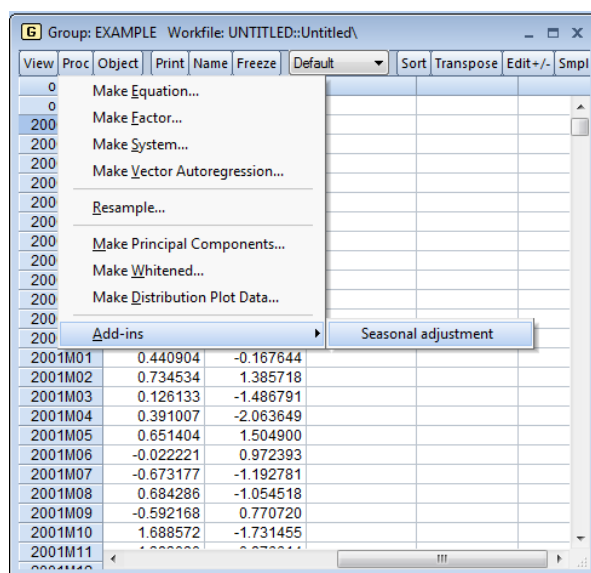 G Group: EXAMPLE Workfile: UNTITLED::Untitled\
View Proc Object Print Name Freeze Default Sort Transpose Edit+/- Smpl
Make Equation...
Make Factor...
Make System...
Make Vector Autoregression...
Resample...
Make Principal Components...
Make Whitened...
Make Distribution Plot Data...
Add-ins
Seasonal adjustment
2001M01 0.440904 -0.167644
2001M02 0.734534 1.385718
2001M03 0.126133 -1.486791
2001M04 0.391007 -2.063649
2001M05 0.651404 1.504900
2001M06 -0.022221 0.972393
2001M07 -0.673177 -1.192781
2001M08 0.684286 -1.054518
2001M09 -0.592168 0.770720
2001M10 1.688572 -1.731455
2001M11